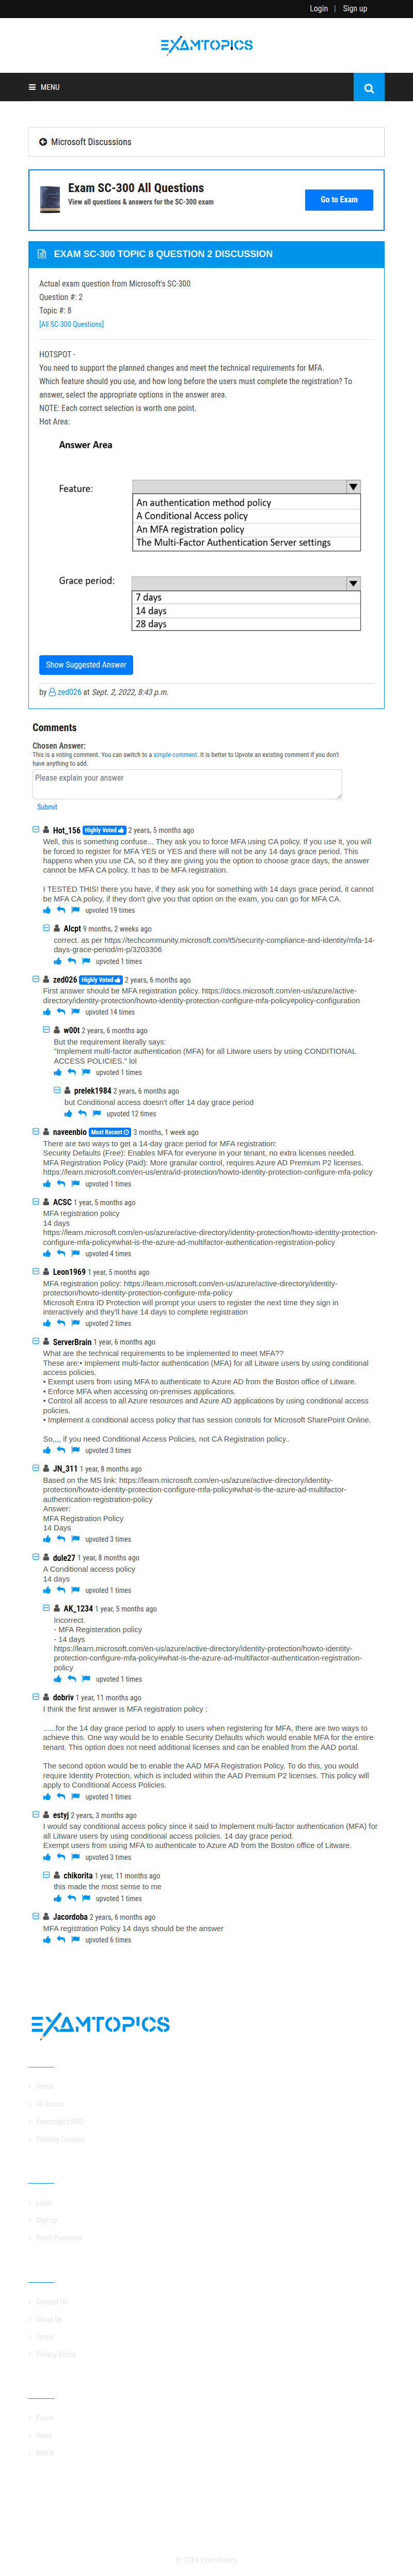 Login | Sign up
EXAMTOPICS
MENU
Microsoft Discussions
Exam SC-300 All Questions
View all questions & answers for the SC-300 exam
Go to Exam
EXAM SC-300 TOPIC 8 QUESTION 2 DISCUSSION
Actual exam question from Microsoft's SC-300
Question #: 2
Topic #: 8
[All SC-300 Questions]
HOTSPOT -
You need to support the planned changes and meet the technical requirements for MFA.
Which feature should you use, and how long before the users must complete the registration? To
answer, select the appropriate options in the answer area.
NOTE: Each correct selection is worth one point.
Hot Area:
Answer Area
Feature:
An authentication method policy
A Conditional Access policy
An MFA registration policy
The Multi-Factor Authentication Server settings
Grace period:
7 days
14 days
28 days
Show Suggested Answer
by zed026 at Sept. 2, 2022, 8:43 p.m.
Comments
Chosen Answer:
This is a voting comment. You can switch to a simple comment. It is better to Upvote an existing comment if you don't
have anything to add.
Please explain your answer
Submit
Hot_156 Highly Voted 2 years, 5 months ago
Well, this is something confuse... They ask you to force MFA using CA policy. If you use it, you will
be forced to register for MFA YES or YES and there will not be any 14 days grace period. This
happens when you use CA, so if they are giving you the option to choose grace days, the answer
cannot be MFA CA policy. It has to be MFA registration.
I TESTED THIS! there you have, if they ask you for something with 14 days grace period, it cannot
be MFA CA policy, if they don't give you that option on the exam, you can go for MFA CA.
upvoted 19 times
Alcpt 9 months, 2 weeks ago
correct. as per https://techcommunity.microsoft.com/t5/security-compliance-and-identity/mfa-14-
days-grace-period/m-p/3203306
upvoted 1 times
zed026 Highly Voted 2 years, 6 months ago
First answer should be MFA registration policy. https://docs.microsoft.com/en-us/azure/active-
directory/identity-protection/howto-identity-protection-configure-mfa-policy#policy-configuration
upvoted 14 times
w00t 2 years, 6 months ago
But the requirement literally says:
"Implement multi-factor authentication (MFA) for all Litware users by using CONDITIONAL
ACCESS POLICIES." lol
upvoted 1 times
prelek1984 2 years, 6 months ago
but Conditional access doesn't offer 14 day grace period
upvoted 12 times
naveenbio Most Recent 3 months, 1 week ago
There are two ways to get a 14-day grace period for MFA registration:
Security Defaults (Free): Enables MFA for everyone in your tenant, no extra licenses needed.
MFA Registration Policy (Paid): More granular control, requires Azure AD Premium P2 licenses.
https://learn.microsoft.com/en-us/entra/id-protection/howto-identity-protection-configure-mfa-policy
upvoted 1 times
ACSC 1 year, 5 months ago
MFA registration policy
14 days
https://learn.microsoft.com/en-us/azure/active-directory/identity-protection/howto-identity-protection-
configure-mfa-policy#what-is-the-azure-ad-multifactor-authentication-registration-policy
upvoted 4 times
Leon1969 1 year, 5 months ago
MFA registration policy: https://learn.microsoft.com/en-us/azure/active-directory/identity-
protection/howto-identity-protection-configure-mfa-policy
Microsoft Entra ID Protection will prompt your users to register the next time they sign in
interactively and they'll have 14 days to complete registration
upvoted 2 times
ServerBrain 1 year, 6 months ago
What are the technical requirements to be implemented to meet MFA??
These are:• Implement multi-factor authentication (MFA) for all Litware users by using conditional
access policies.
• Exempt users from using MFA to authenticate to Azure AD from the Boston office of Litware.
• Enforce MFA when accessing on-premises applications.
• Control all access to all Azure resources and Azure AD applications by using conditional access
policies.
• Implement a conditional access policy that has session controls for Microsoft SharePoint Online.
So,,,, if you need Conditional Access Policies, not CA Registration policy..
upvoted 3 times
JN_311 1 year, 8 months ago
Based on the MS link: https://learn.microsoft.com/en-us/azure/active-directory/identity-
protection/howto-identity-protection-configure-mfa-policy#what-is-the-azure-ad-multifactor-
authentication-registration-policy
Answer:
MFA Registration Policy
14 Days
upvoted 3 times
dule27 1 year, 8 months ago
A Conditional access policy
14 days
upvoted 1 times
AK_1234 1 year, 5 months ago
Incorrect.
- MFA Registeration policy
- 14 days
https://learn.microsoft.com/en-us/azure/active-directory/identity-protection/howto-identity-
protection-configure-mfa-policy#what-is-the-azure-ad-multifactor-authentication-registration-
policy
upvoted 1 times
dobriv 1 year, 11 months ago
I think the first answer is MFA registration policy :
......for the 14 day grace period to apply to users when registering for MFA, there are two ways to
achieve this. One way would be to enable Security Defaults which would enable MFA for the entire
tenant. This option does not need additional licenses and can be enabled from the AAD portal.
The second option would be to enable the AAD MFA Registration Policy. To do this, you would
require Identity Protection, which is included within the AAD Premium P2 licenses. This policy will
apply to Conditional Access Policies.
upvoted 1 times
estyj 2 years, 3 months ago
I would say conditional access policy since it said to Implement multi-factor authentication (MFA) for
all Litware users by using conditional access policies. 14 day grace period.
Exempt users from using MFA to authenticate to Azure AD from the Boston office of Litware.
upvoted 3 times
chikorita 1 year, 11 months ago
this made the most sense to me
upvoted 1 times
Jacordoba 2 years, 6 months ago
MFA registration Policy 14 days should be the answer
upvoted 6 times
EXAMTOPICS
Home
All Exams
Examtopics PRO
Training Courses
Login
Sign up
Reset Password
Contact Us
About Us
Terms
Privacy Policy
Forum
News
DMCA
© 2024 ExamTopics